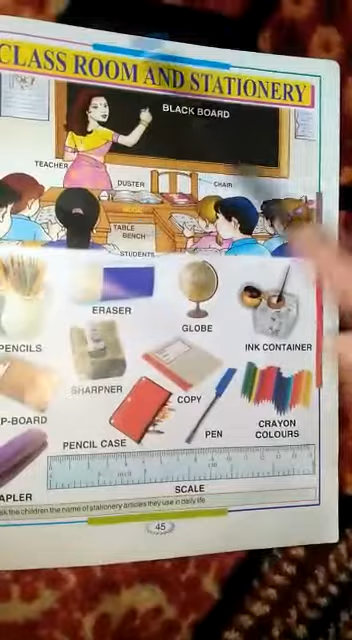 CLASS ROOM AND STATIONERY
BLACK BOARD
TEACHER
DUSTER
CHAIR
TABLE
BENCH
STUDENTS
ERASER
GLOBE
PENCILS
INK CONTAINER
SHARPNER
COPY
P-BOARD
PENCIL CASE
PEN
CRAYON
COLOURS
APLER
SCALE
the children the name of stationery articles they use in daily life.
45